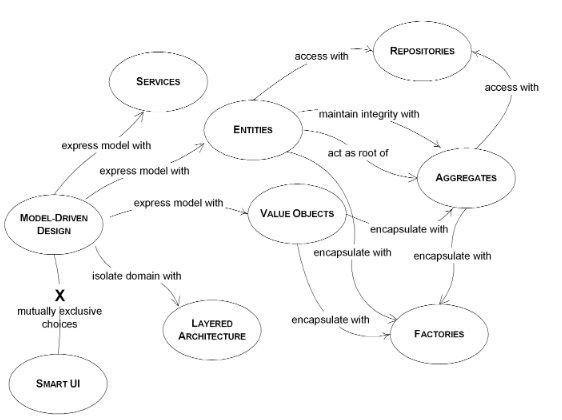 REPOSITORIES
access with
SERVICES
access with
maintain integrity with
ENTITIES
express model with
act as root of
express model with
AGGREGATES
express model with
VALUE OBJECTS
MODEL-DRIVEN
DESIGN
encapsulate with
encapsulate with
encapsulate with
isolate domain with
X
mutually exclusive
choices
encapsulate with
LAYERED
ARCHITECTURE
FACTORIES
SMART UI